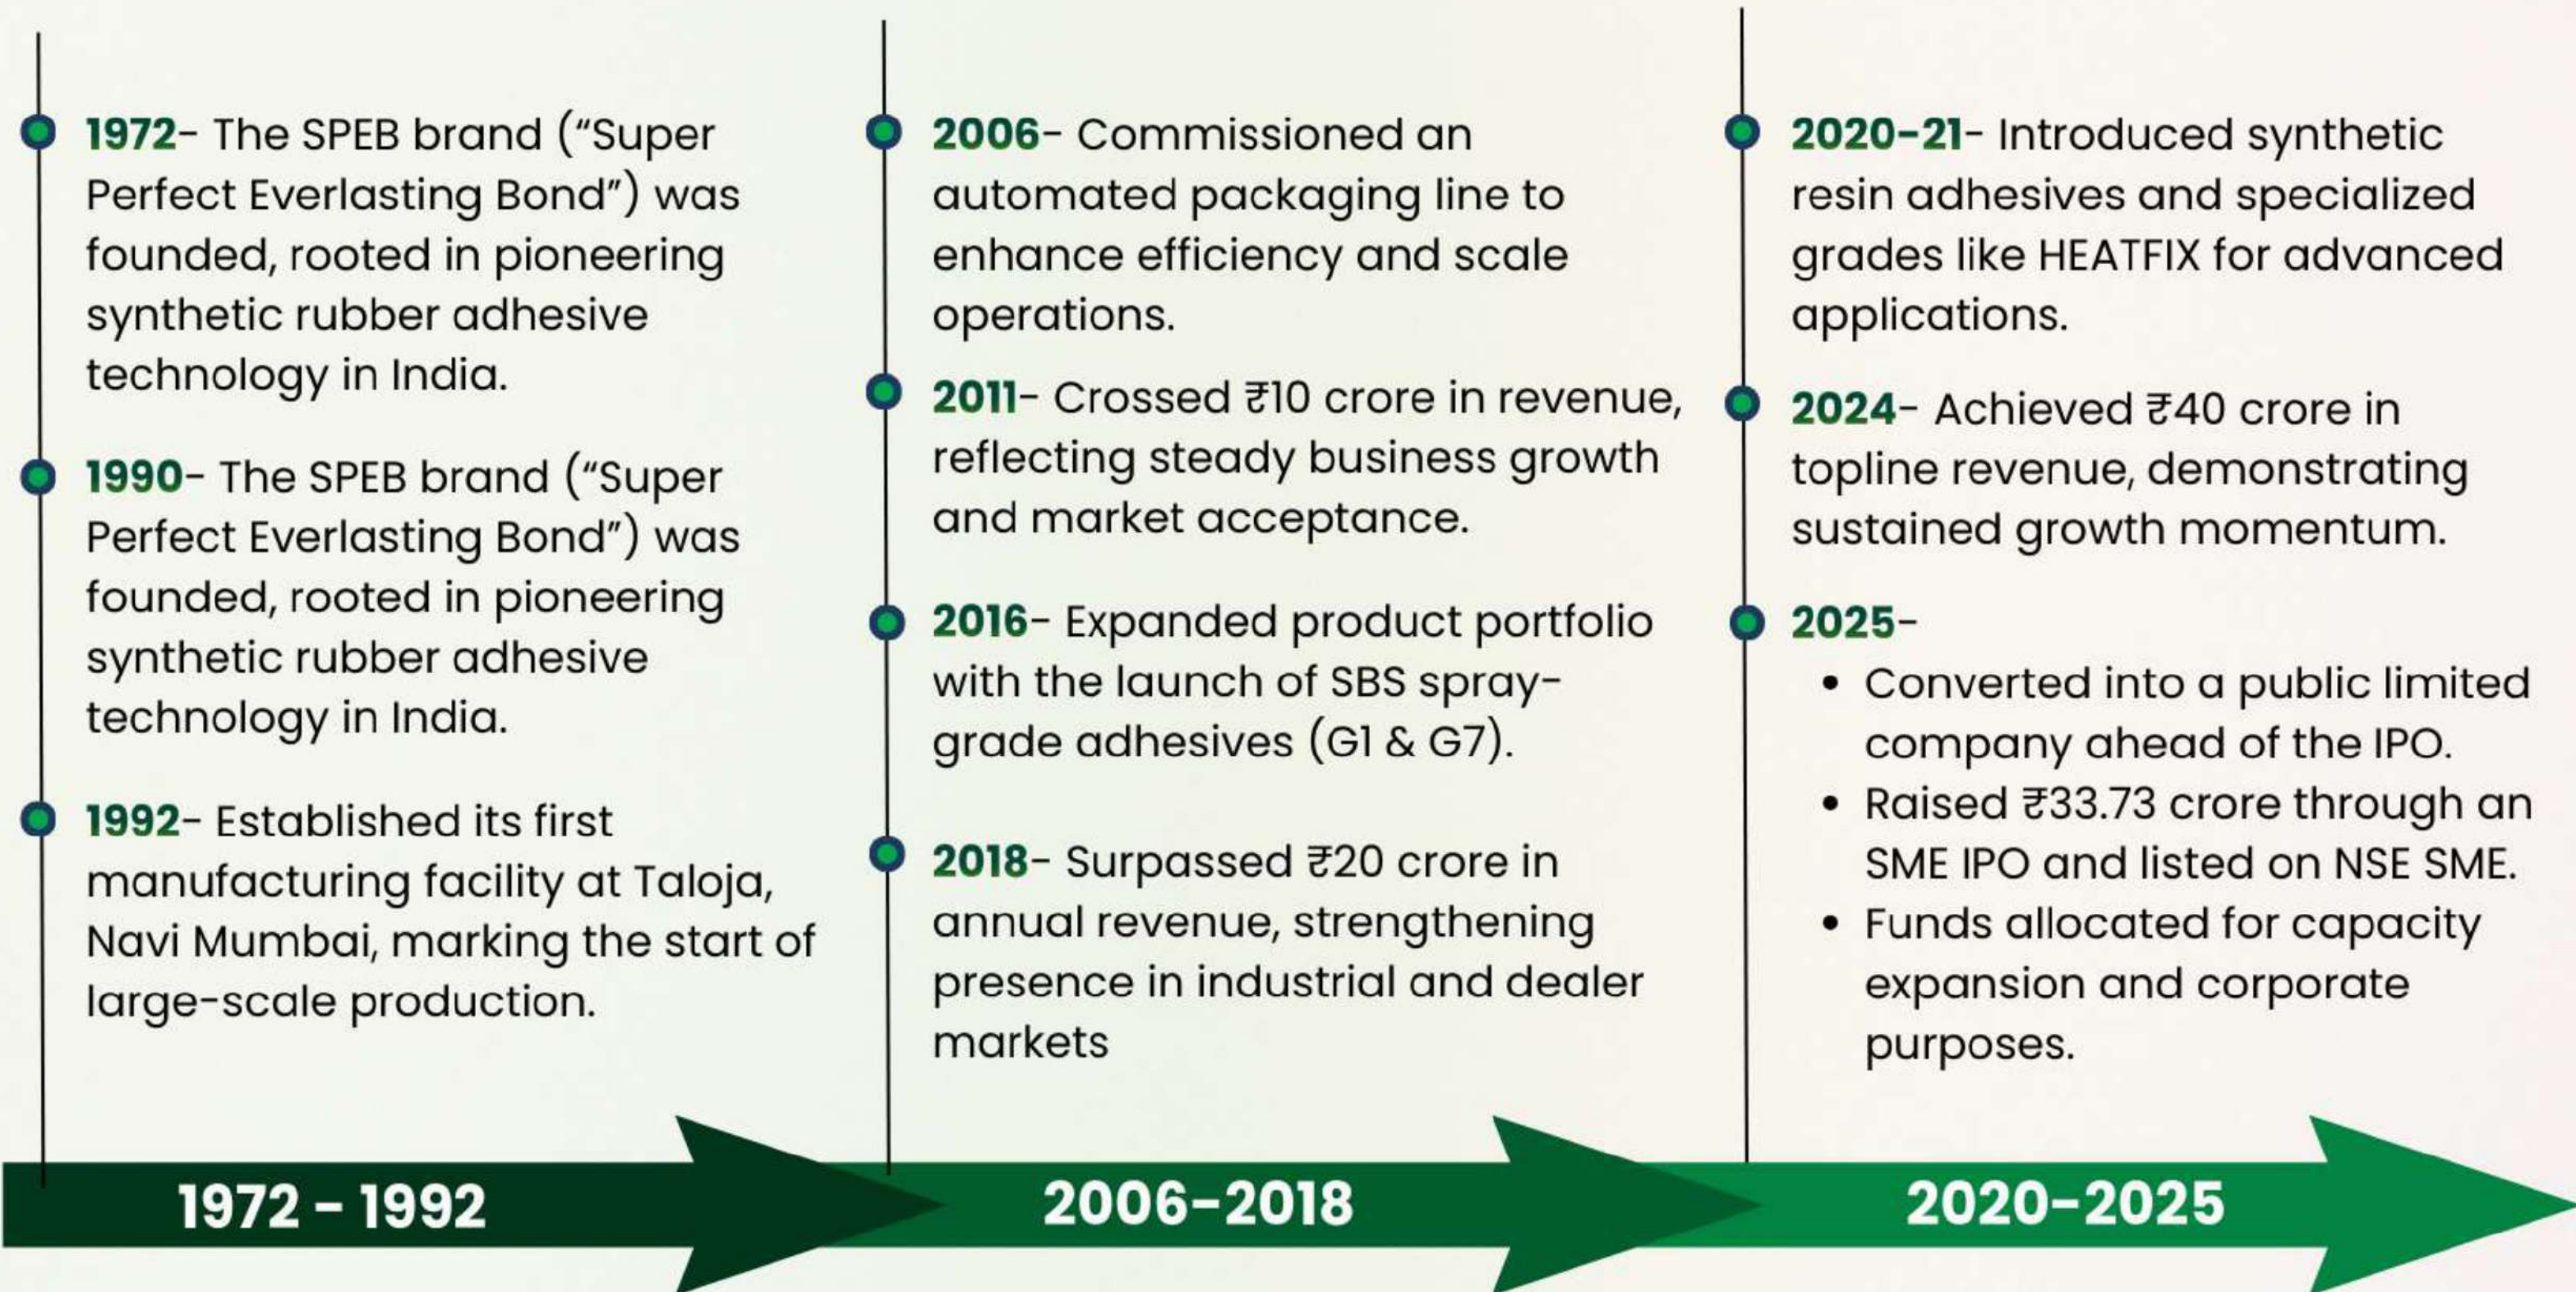 1972- The SPEB brand (“Super
Perfect Everlasting Bond”) was
founded, rooted in pioneering
synthetic rubber adhesive
technology in India.
1990- The SPEB brand (“Super
Perfect Everlasting Bond”) was
founded, rooted in pioneering
synthetic rubber adhesive
technology in India.
1992- Established its first
manufacturing facility at Taloja,
Navi Mumbai, marking the start of
large-scale production.
2006- Commissioned an
automated packaging line to
enhance efficiency and scale
operations.
2011- Crossed ₹10 crore in revenue,
reflecting steady business growth
and market acceptance.
2016- Expanded product portfolio
with the launch of SBS spray-
grade adhesives (G1 & G7).
2018- Surpassed ₹20 crore in
annual revenue, strengthening
presence in industrial and dealer
markets
2020-21- Introduced synthetic
resin adhesives and specialized
grades like HEATFIX for advanced
applications.
2024- Achieved ₹40 crore in
topline revenue, demonstrating
sustained growth momentum.
2025-
• Converted into a public limited
company ahead of the IPO.
• Raised ₹33.73 crore through an
SME IPO and listed on NSE SME.
• Funds allocated for capacity
expansion and corporate
purposes.
1972 - 1992
2006-2018
2020-2025